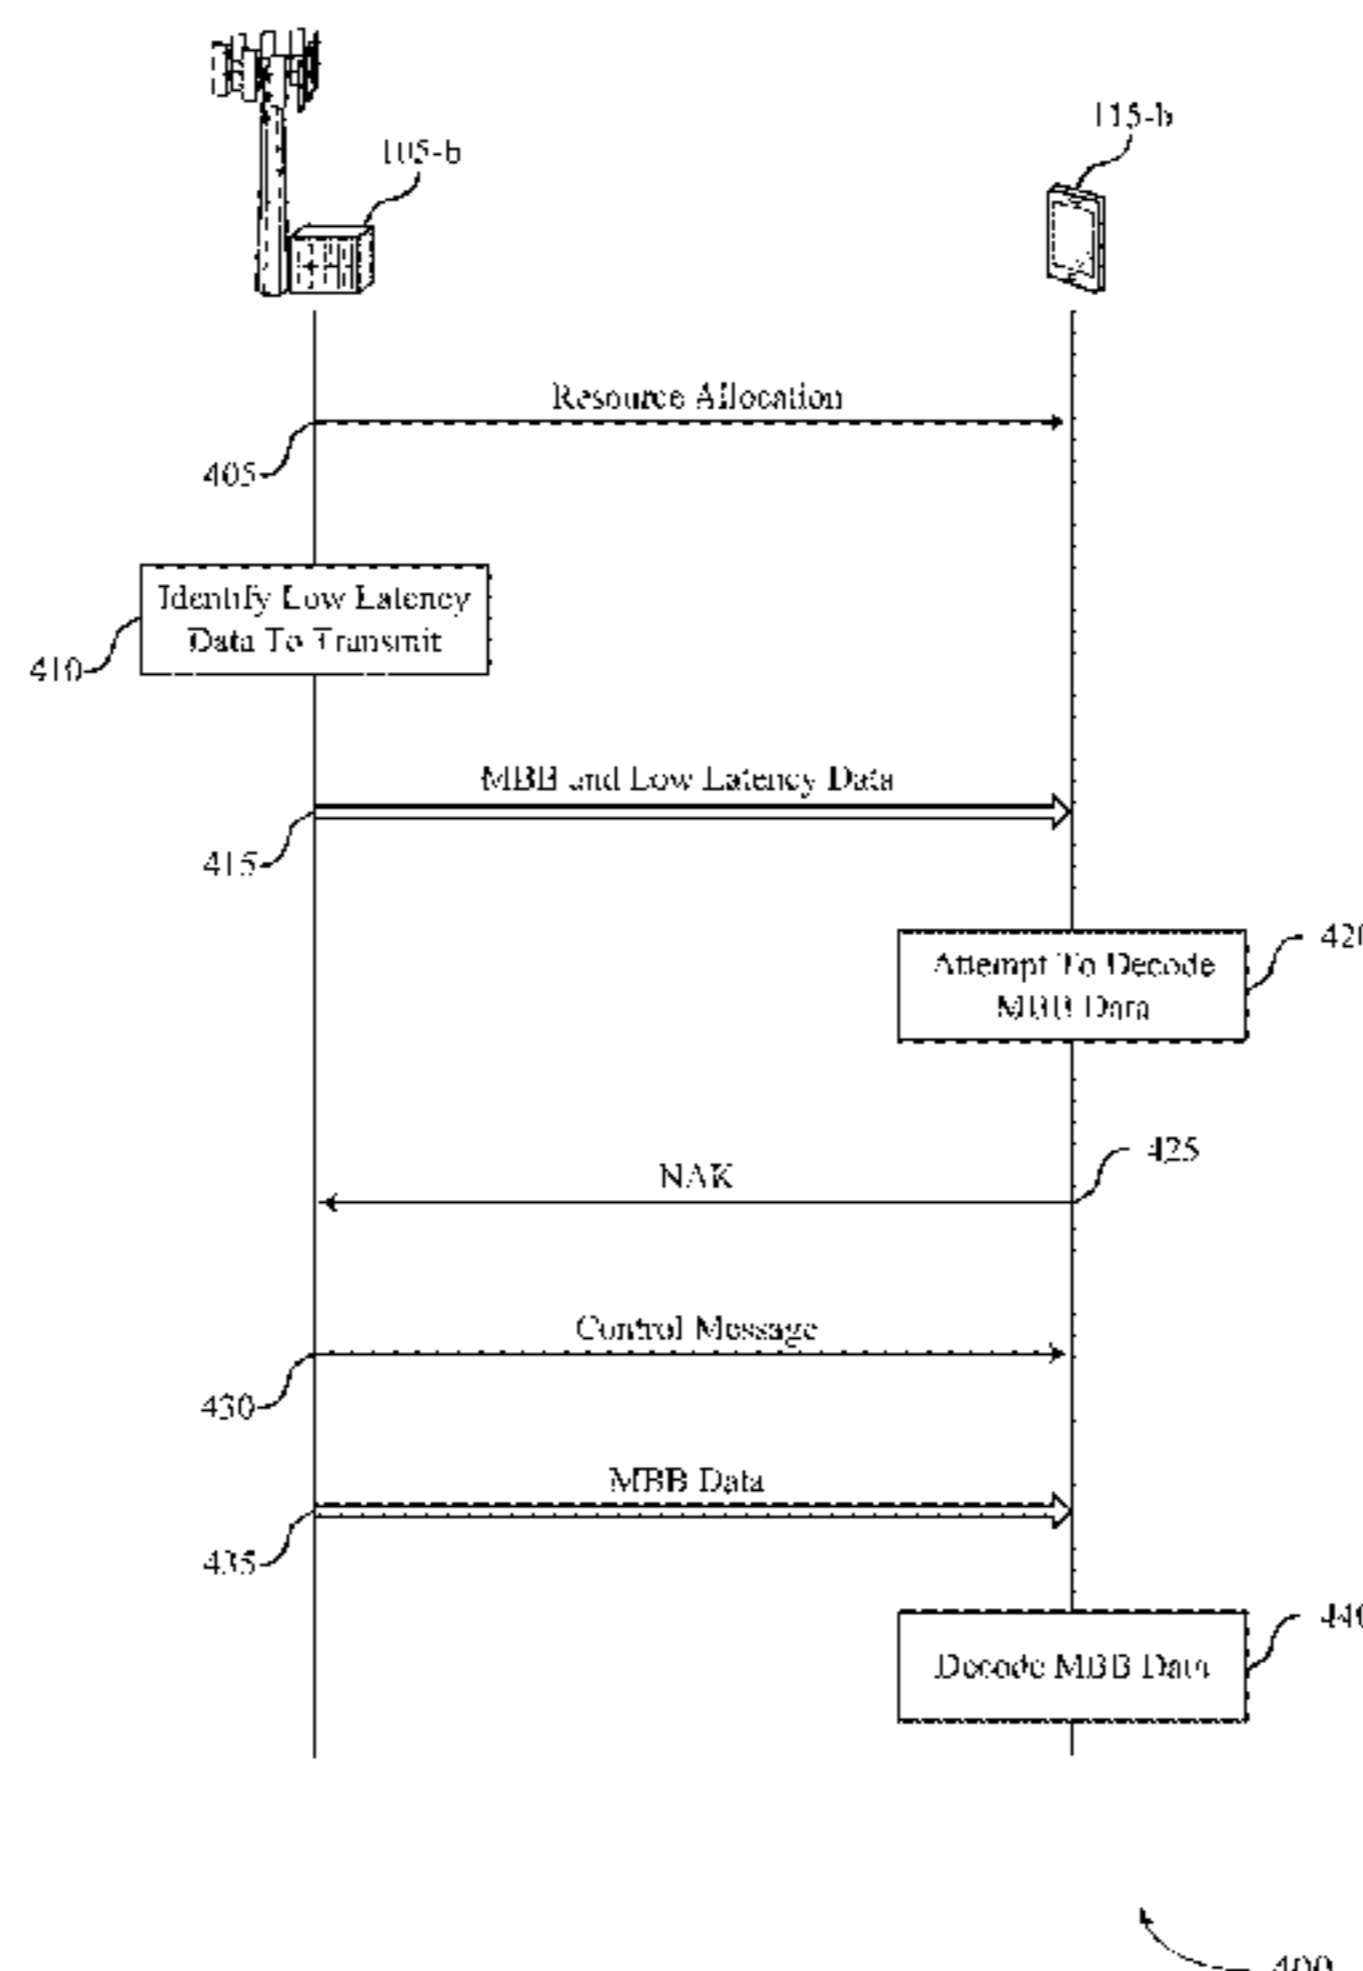 105-b
115-b
Resource Allocation
405
Identify Low Latency
Data To Transmit
410
MBB and Low Latency Data
415
420
Attempt To Decode
MBB Data
425
NAK
Control Message
430
MBB Data
435
440
Decode MBB Data
400